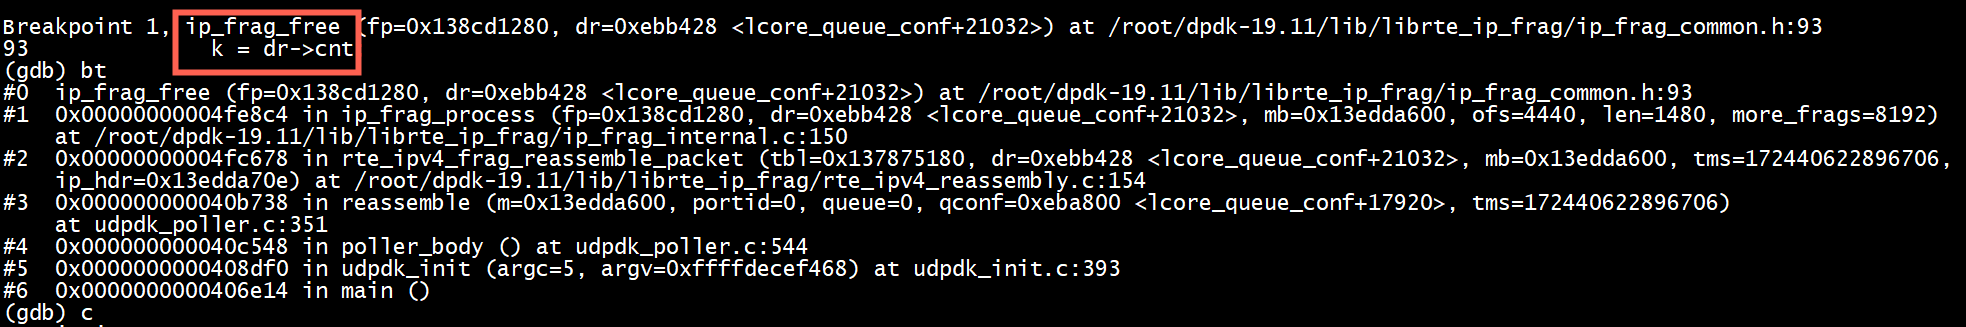 Breakpoint 1, ip_frag_free (fp=0x138cd1280, dr=0xebb428 <lcore_queue_conf+21032>) at /root/dpdk-19.11/lib/librte_ip_frag/ip_frag_common.h:93
93              k = dr->cnt
(gdb) bt
#0  ip_frag_free (fp=0x138cd1280, dr=0xebb428 <lcore_queue_conf+21032>) at /root/dpdk-19.11/lib/librte_ip_frag/ip_frag_common.h:93
#1  0x00000000004fe8c4 in ip_frag_process (fp=0x138cd1280, dr=0xebb428 <lcore_queue_conf+21032>, mb=0x13edda600, ofs=4440, len=1480, more_frags=8192)
    at /root/dpdk-19.11/lib/librte_ip_frag/ip_frag_internal.c:150
#2  0x00000000004fc678 in rte_ipv4_frag_reassemble_packet (tbl=0x137875180, dr=0xebb428 <lcore_queue_conf+21032>, mb=0x13edda600, tms=172440622896706,
    ip_hdr=0x13edda70e) at /root/dpdk-19.11/lib/librte_ip_frag/rte_ipv4_reassembly.c:154
#3  0x000000000040b738 in reassemble (m=0x13edda600, portid=0, queue=0, qconf=0xeba800 <lcore_queue_conf+17920>, tms=172440622896706)
    at udpdk_poller.c:351
#4  0x000000000040c548 in poller_body () at udpdk_poller.c:544
#5  0x0000000000408df0 in udpdk_init (argc=5, argv=0xffffdecef468) at udpdk_init.c:393
#6  0x0000000000406e14 in main ()
(gdb) c